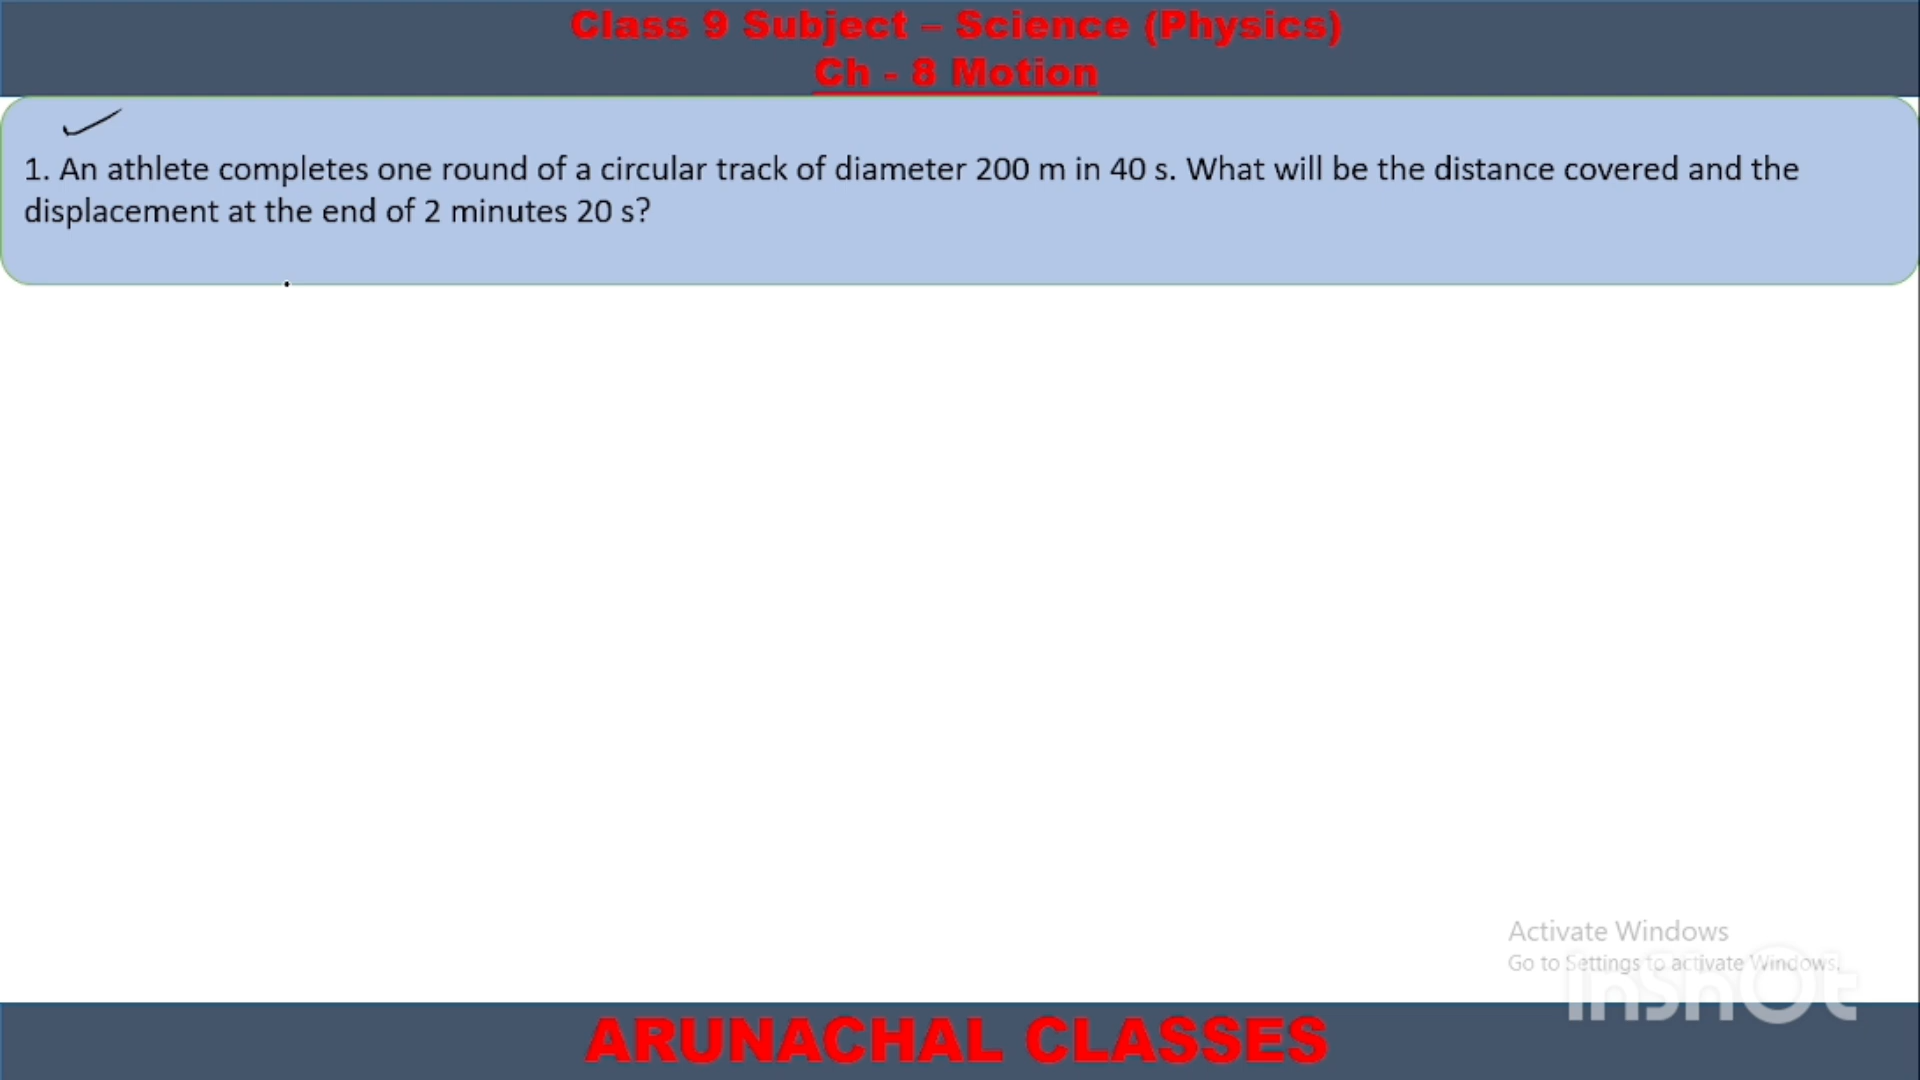 Class 9 Subject – Science (Physics)
Ch - 8 Motion
1. An athlete completes one round of a circular track of diameter 200 m in 40 s. What will be the distance covered and the
displacement at the end of 2 minutes 20 s?
Activate Windows
Go to Settings to activate Windows.
InShOt
ARUNACHAL CLASSES